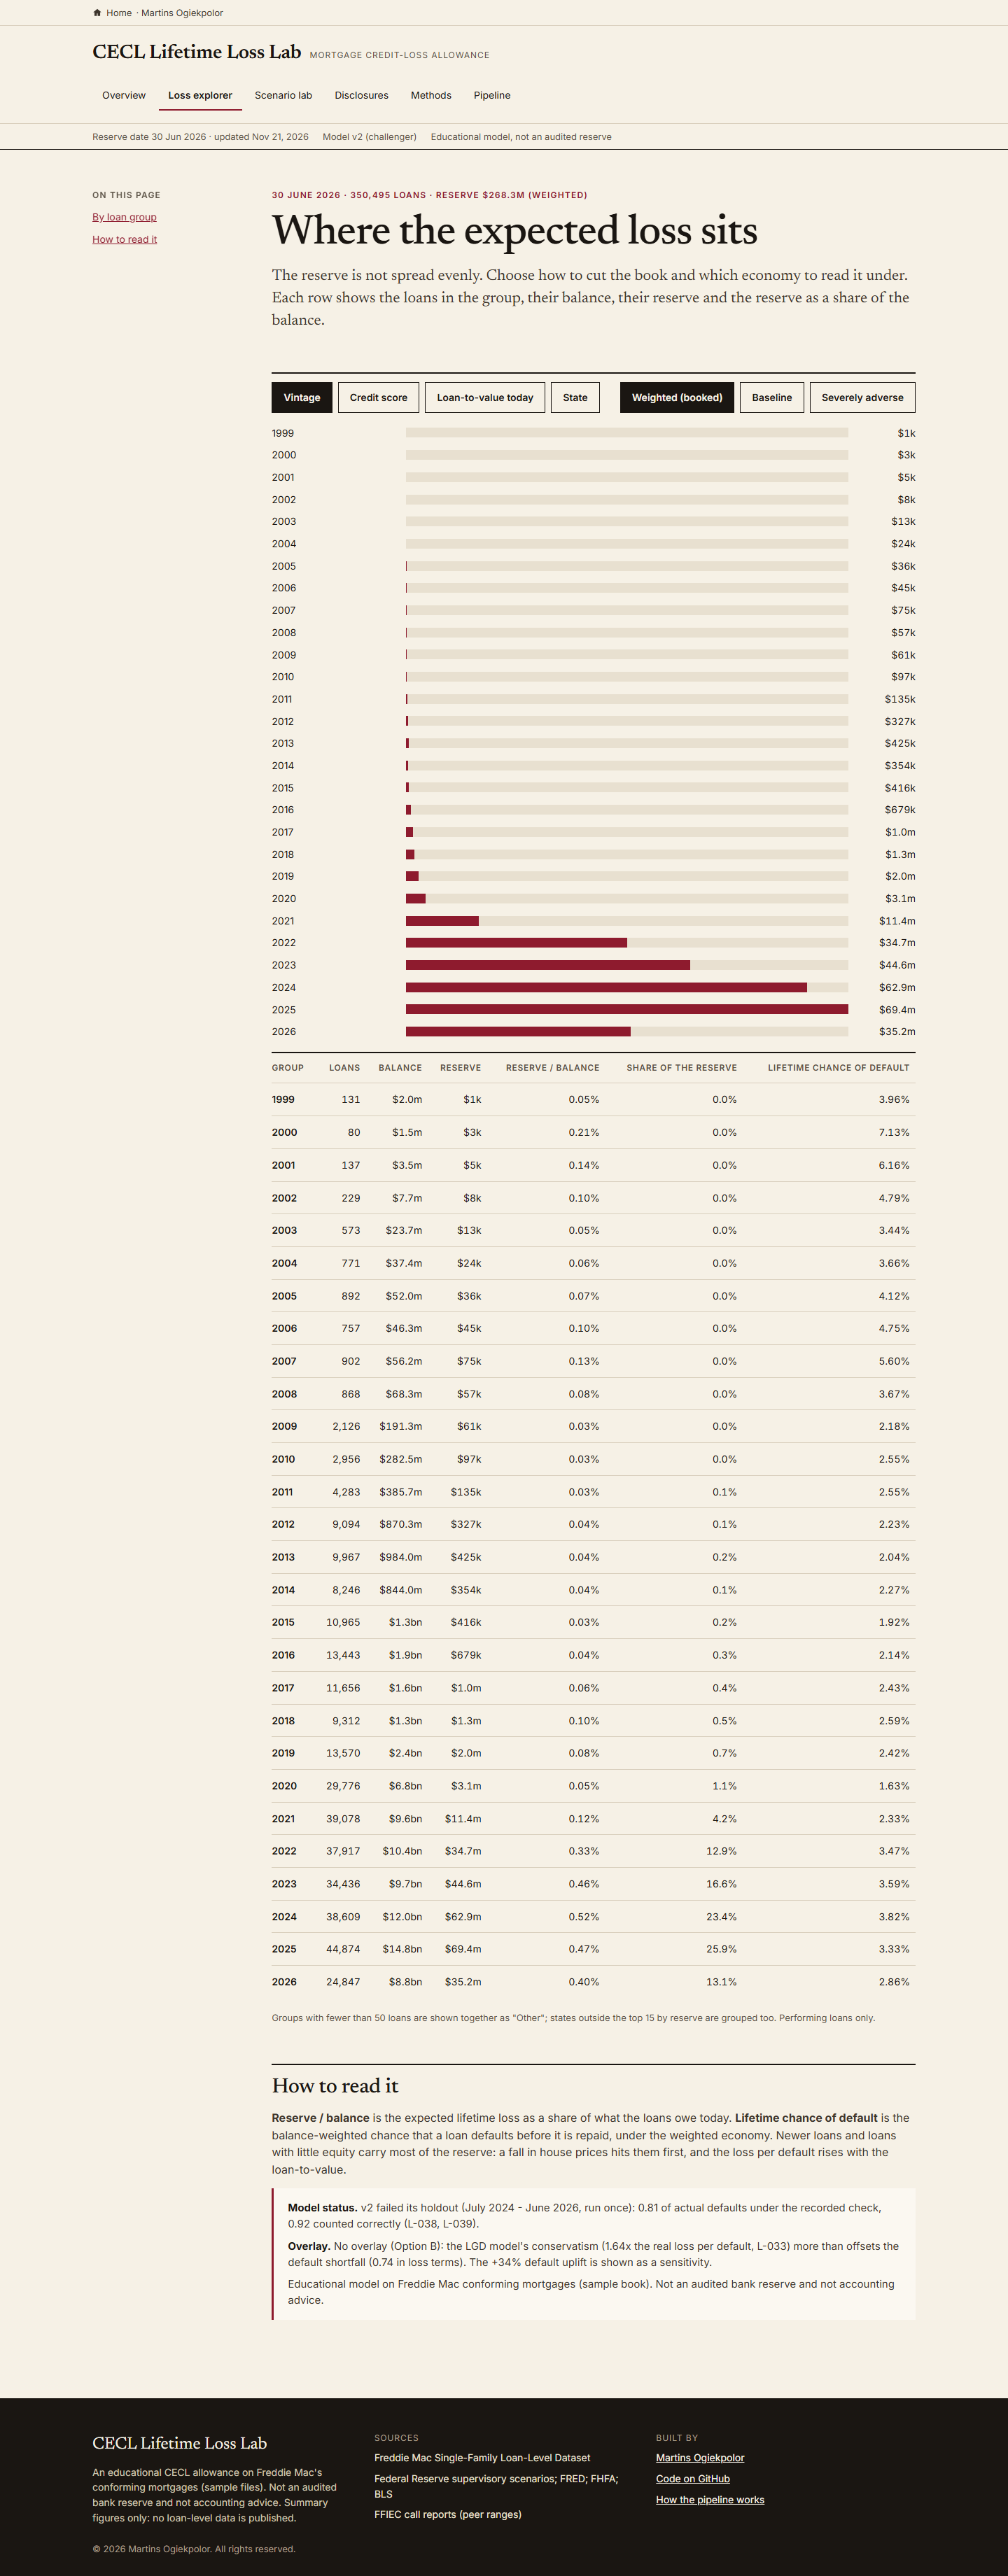 Home · Martins Ogiekpolor
CECL Lifetime Loss Lab MORTGAGE CREDIT-LOSS ALLOWANCE
Overview Loss explorer Scenario lab Disclosures Methods Pipeline
Reserve date 30 Jun 2026 · updated Nov 21, 2026 Model v2 (challenger) Educational model, not an audited reserve
ON THIS PAGE
By loan group
How to read it
30 JUNE 2026 · 350,495 LOANS · RESERVE $268.3M (WEIGHTED)
Where the expected loss sits
The reserve is not spread evenly. Choose how to cut the book and which economy to read it under.
Each row shows the loans in the group, their balance, their reserve and the reserve as a share of the
balance.
Vintage Credit score Loan-to-value today State Weighted (booked) Baseline Severely adverse
1999 $1k
2000 $3k
2001 $5k
2002 $8k
2003 $13k
2004 $24k
2005 $36k
2006 $45k
2007 $75k
2008 $57k
2009 $61k
2010 $97k
2011 $135k
2012 $327k
2013 $425k
2014 $354k
2015 $416k
2016 $679k
2017 $1.0m
2018 $1.3m
2019 $2.0m
2020 $3.1m
2021 $11.4m
2022 $34.7m
2023 $44.6m
2024 $62.9m
2025 $69.4m
2026 $35.2m
GROUP LOANS BALANCE RESERVE RESERVE / BALANCE SHARE OF THE RESERVE LIFETIME CHANCE OF DEFAULT
1999 131 $2.0m $1k 0.05% 0.0% 3.96%
2000 80 $1.5m $3k 0.21% 0.0% 7.13%
2001 137 $3.5m $5k 0.14% 0.0% 6.16%
2002 229 $7.7m $8k 0.10% 0.0% 4.79%
2003 573 $23.7m $13k 0.05% 0.0% 3.44%
2004 771 $37.4m $24k 0.06% 0.0% 3.66%
2005 892 $52.0m $36k 0.07% 0.0% 4.12%
2006 757 $46.3m $45k 0.10% 0.0% 4.75%
2007 902 $56.2m $75k 0.13% 0.0% 5.60%
2008 868 $68.3m $57k 0.08% 0.0% 3.67%
2009 2,126 $191.3m $61k 0.03% 0.0% 2.18%
2010 2,956 $282.5m $97k 0.03% 0.0% 2.55%
2011 4,283 $385.7m $135k 0.03% 0.1% 2.55%
2012 9,094 $870.3m $327k 0.04% 0.1% 2.23%
2013 9,967 $984.0m $425k 0.04% 0.2% 2.04%
2014 8,246 $844.0m $354k 0.04% 0.1% 2.27%
2015 10,965 $1.3bn $416k 0.03% 0.2% 1.92%
2016 13,443 $1.9bn $679k 0.04% 0.3% 2.14%
2017 11,656 $1.6bn $1.0m 0.06% 0.4% 2.43%
2018 9,312 $1.3bn $1.3m 0.10% 0.5% 2.59%
2019 13,570 $2.4bn $2.0m 0.08% 0.7% 2.42%
2020 29,776 $6.8bn $3.1m 0.05% 1.1% 1.63%
2021 39,078 $9.6bn $11.4m 0.12% 4.2% 2.33%
2022 37,917 $10.4bn $34.7m 0.33% 12.9% 3.47%
2023 34,436 $9.7bn $44.6m 0.46% 16.6% 3.59%
2024 38,609 $12.0bn $62.9m 0.52% 23.4% 3.82%
2025 44,874 $14.8bn $69.4m 0.47% 25.9% 3.33%
2026 24,847 $8.8bn $35.2m 0.40% 13.1% 2.86%
Groups with fewer than 50 loans are shown together as "Other"; states outside the top 15 by reserve are grouped too. Performing loans only.
How to read it
Reserve / balance is the expected lifetime loss as a share of what the loans owe today. Lifetime chance of default is the
balance-weighted chance that a loan defaults before it is repaid, under the weighted economy. Newer loans and loans
with little equity carry most of the reserve: a fall in house prices hits them first, and the loss per default rises with the
loan-to-value.
Model status. v2 failed its holdout (July 2024 - June 2026, run once): 0.81 of actual defaults under the recorded check,
0.92 counted correctly (L-038, L-039).
Overlay. No overlay (Option B): the LGD model's conservatism (1.64x the real loss per default, L-033) more than offsets the
default shortfall (0.74 in loss terms). The +34% default uplift is shown as a sensitivity.
Educational model on Freddie Mac conforming mortgages (sample book). Not an audited bank reserve and not accounting
advice.
CECL Lifetime Loss Lab
An educational CECL allowance on Freddie Mac's
conforming mortgages (sample files). Not an audited
bank reserve and not accounting advice. Summary
figures only: no loan-level data is published.
© 2026 Martins Ogiekpolor. All rights reserved.
SOURCES
Freddie Mac Single-Family Loan-Level Dataset
Federal Reserve supervisory scenarios; FRED; FHFA;
BLS
FFIEC call reports (peer ranges)
BUILT BY
Martins Ogiekpolor
Code on GitHub
How the pipeline works